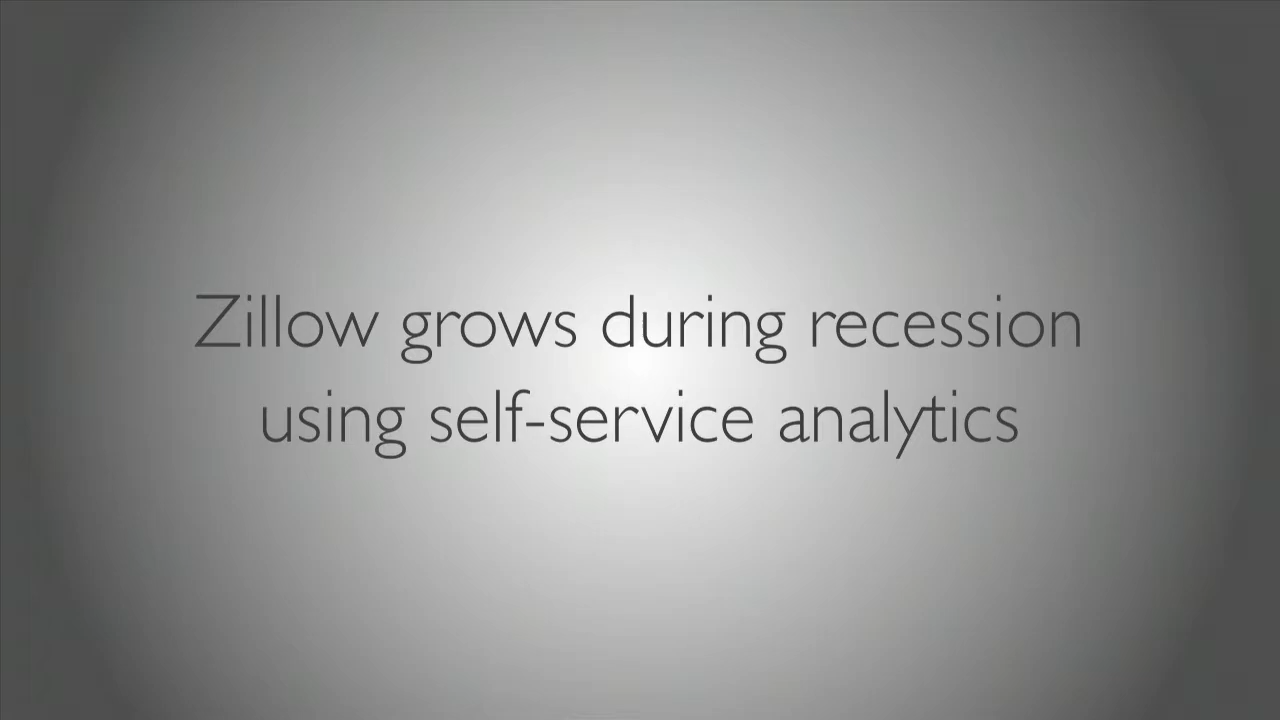 Zillow grows during recession
using self-service analytics